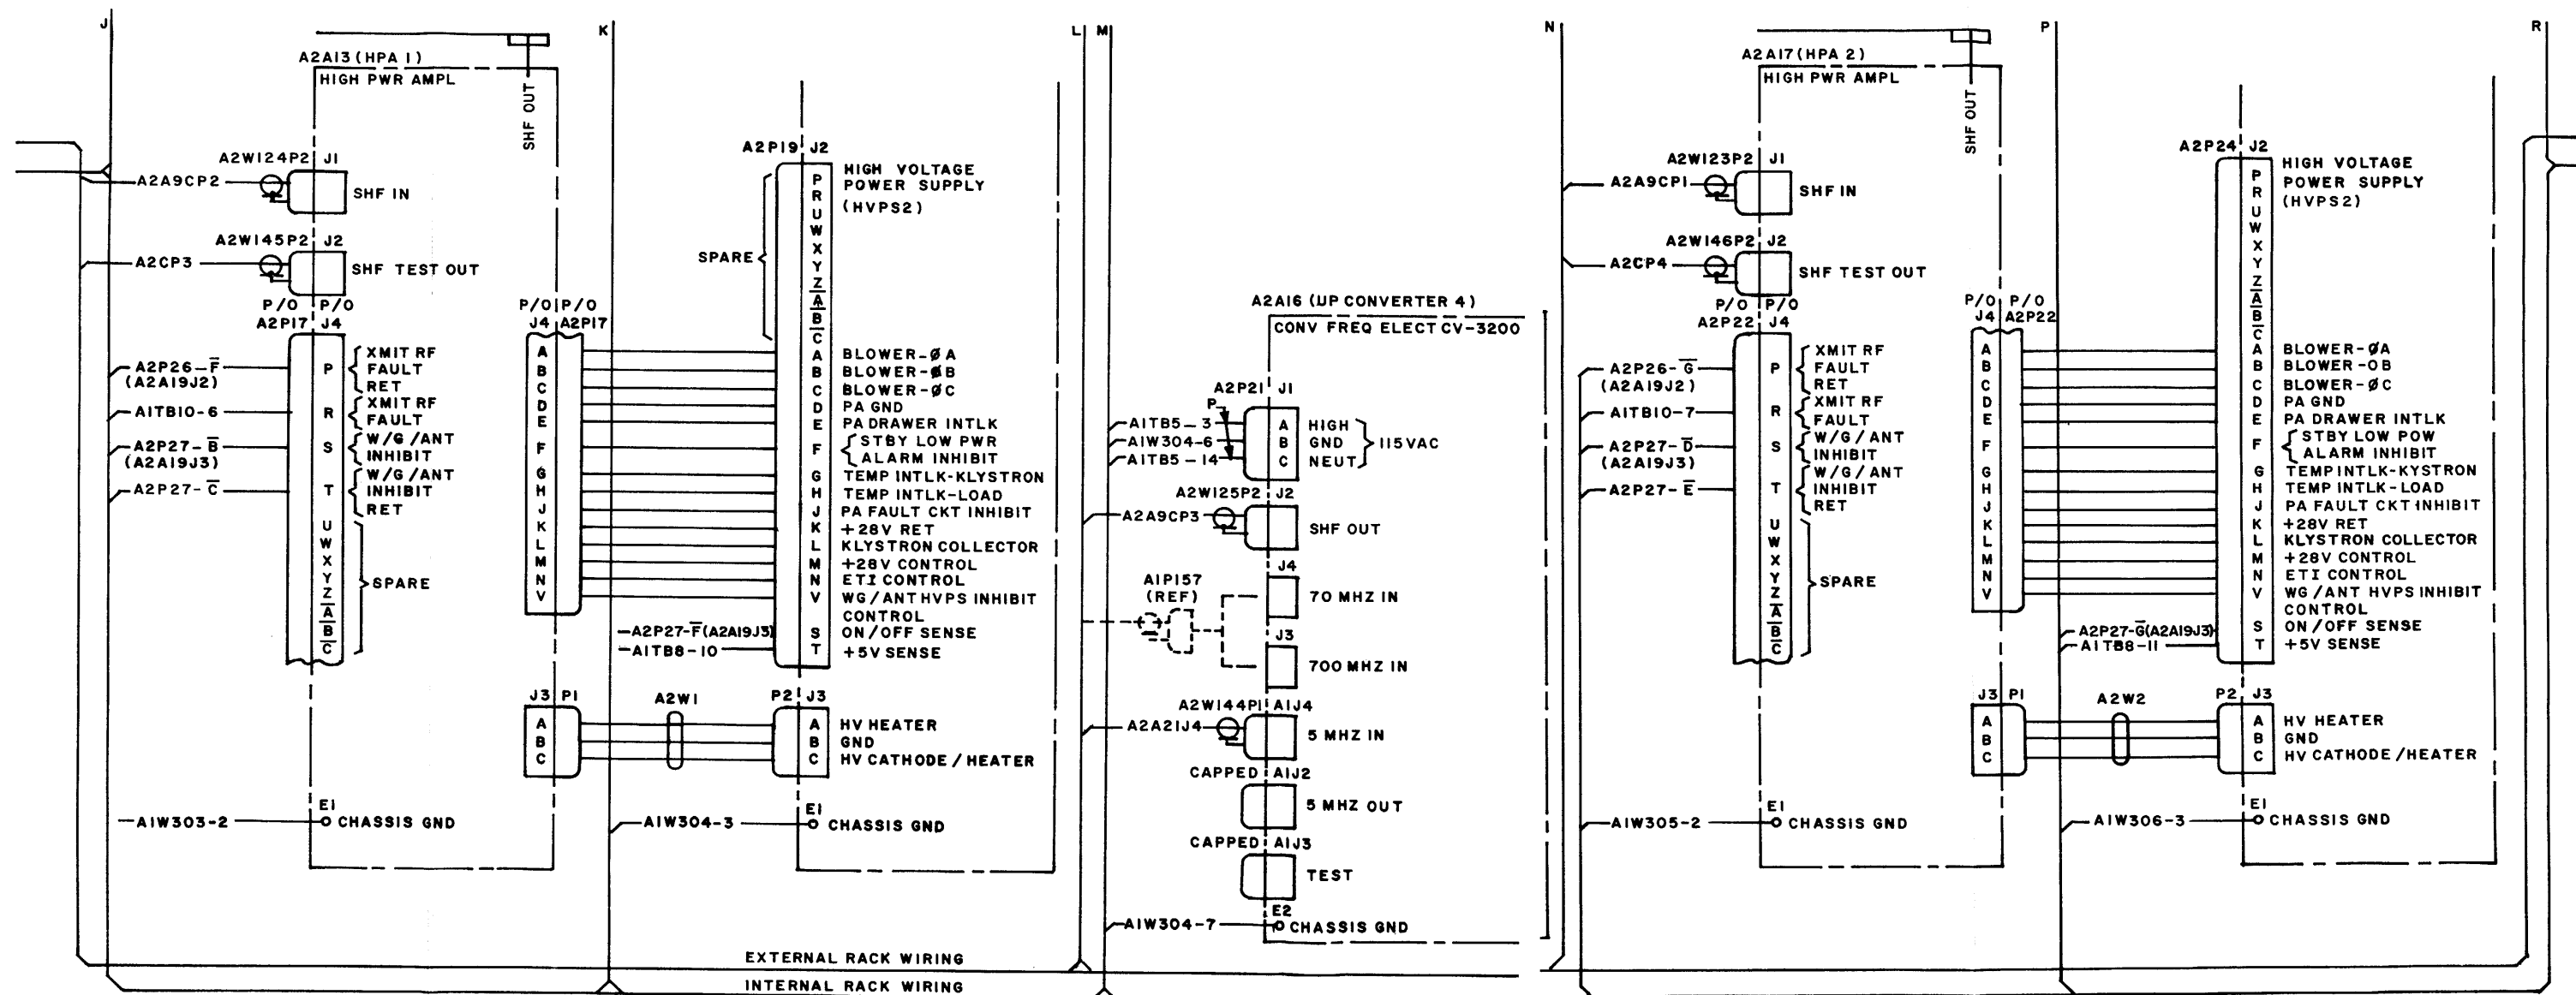 J
A2A13 (HPA 1)
HIGH PWR AMPL
SHF OUT
A2W124P2 J1
A2A9CP2
SHF IN
A2W145P2 J2
A2CP3
SHF TEST OUT
P/O P/O
A2P17 J4
A2P26-F̅
(A2A19J2)
P
XMIT RF
FAULT
RET
A1TB10-6
R
XMIT RF
FAULT
A2P27-B̅
(A2A19J3)
S
W/G/ANT
INHIBIT
A2P27-C̅
T
W/G/ANT
INHIBIT
RET
U
W
X
Y
Z
A̅
B̅
C̅
SPARE
A1W303-2
E1
CHASSIS GND
P/O P/O
J4 A2P17
A
B
C
D
E
F
G
H
J
K
L
M
N
V
J3 P1
A
B
C
K
A2W1
A2P19 J2
HIGH VOLTAGE
POWER SUPPLY
(HVPS2)
SPARE
P
R
U
W
X
Y
Z
A̅
B̅
C̅
A BLOWER-ØA
B BLOWER-ØB
C BLOWER-ØC
D PA GND
E PA DRAWER INTLK
F STBY LOW PWR
ALARM INHIBIT
G TEMP INTLK-KLYSTRON
H TEMP INTLK-LOAD
J PA FAULT CKT INHIBIT
K +28V RET
L KLYSTRON COLLECTOR
M +28V CONTROL
N ETI CONTROL
V WG/ANT HVPS INHIBIT
CONTROL
A2P27-F̅(A2A19J3) S ON/OFF SENSE
A1TB8-10 T +5V SENSE
P2 J3
A HV HEATER
B GND
C HV CATHODE/HEATER
A1W304-3
E1
CHASSIS GND
L M
A2A16 (UP CONVERTER 4)
CONV FREQ ELECT CV-3200
A2P21 J1
P
A1TB5-3 A HIGH
A1W304-6 B GND
A1TB5-14 C NEUT
115VAC
A2W125P2 J2
A2A9CP3
SHF OUT
A1P157
(REF)
J4
70 MHZ IN
J3
700 MHZ IN
A2W144P1 A1J4
A2A21J4
5 MHZ IN
CAPPED A1J2
5 MHZ OUT
CAPPED A1J3
TEST
E2
A1W304-7
CHASSIS GND
N
A2A17 (HPA 2)
HIGH PWR AMPL
SHF OUT
A2W123P2 J1
A2A9CP1
SHF IN
A2W146P2 J2
A2CP4
SHF TEST OUT
P/O P/O
A2P22 J4
A2P26-G̅
(A2A19J2)
P
XMIT RF
FAULT
RET
A1TB10-7
R
XMIT RF
FAULT
A2P27-D̅
(A2A19J3)
S
W/G/ANT
INHIBIT
A2P27-E̅
T
W/G/ANT
INHIBIT
RET
U
W
X
Y
Z
A̅
B̅
C̅
SPARE
A1W305-2
E1
CHASSIS GND
P/O P/O
J4 A2P22
A
B
C
D
E
F
G
H
J
K
L
M
N
V
J3 P1
A
B
C
P
A2W2
A2P24 J2
HIGH VOLTAGE
POWER SUPPLY
(HVPS2)
P
R
U
W
X
Y
Z
A̅
B̅
C̅
A BLOWER-ØA
B BLOWER-OB
C BLOWER-ØC
D PA GND
E PA DRAWER INTLK
F STBY LOW POW
ALARM INHIBIT
G TEMP INTLK-KYSTRON
H TEMP INTLK-LOAD
J PA FAULT CKT INHIBIT
K +28V RET
L KLYSTRON COLLECTOR
M +28V CONTROL
N ETI CONTROL
V WG/ANT HVPS INHIBIT
CONTROL
A2P27-G̅(A2A19J3) S ON/OFF SENSE
A1TB8-11 T +5V SENSE
P2 J3
A HV HEATER
B GND
C HV CATHODE/HEATER
A1W306-3
E1
CHASSIS GND
R
EXTERNAL RACK WIRING
INTERNAL RACK WIRING